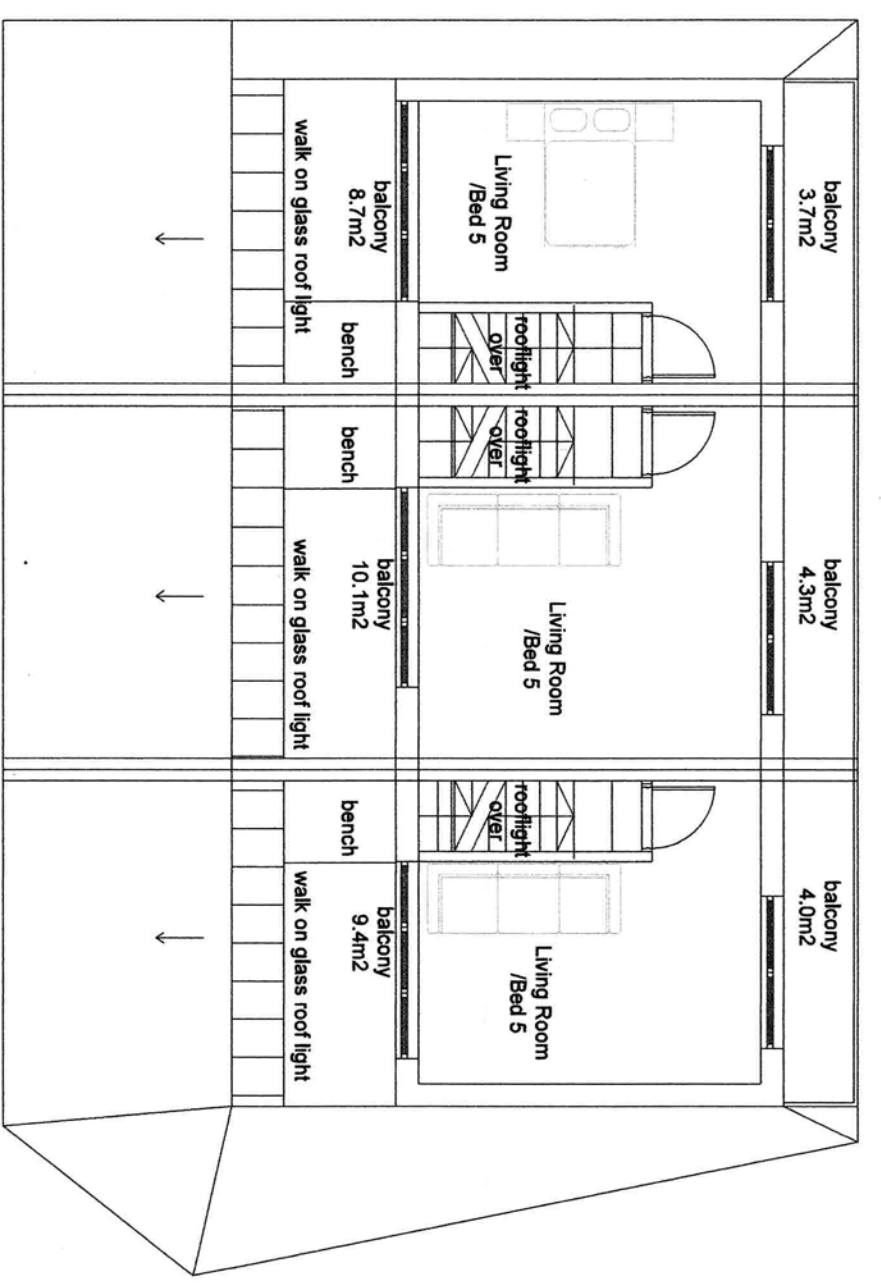 balcony
3.7m2
balcony
4.3m2
balcony
4.0m2
Living Room
/Bed 5
Living Room
/Bed 5
Living Room
/Bed 5
rooflight
over
rooflight
over
rooflight
over
balcony
8.7m2
balcony
10.1m2
balcony
9.4m2
bench
bench
bench
walk on glass roof light
walk on glass roof light
walk on glass roof light